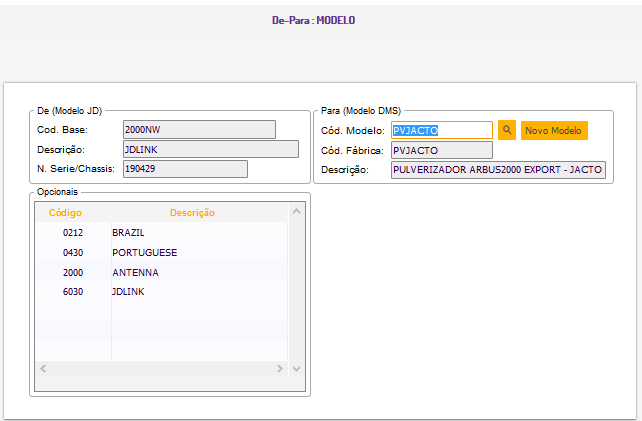 De-Para : MODELO
De (Modelo JD)
Cod. Base: 2000NW
Descrição: JDLINK
N. Serie/Chassis: 190429
Para (Modelo DMS)
Cód. Modelo: PVJACTO Novo Modelo
Cód. Fábrica: PVJACTO
Descrição: PULVERIZADOR ARBUS2000 EXPORT - JACTO
Opcionais
Código Descrição
0212 BRAZIL
0430 PORTUGUESE
2000 ANTENNA
6030 JDLINK